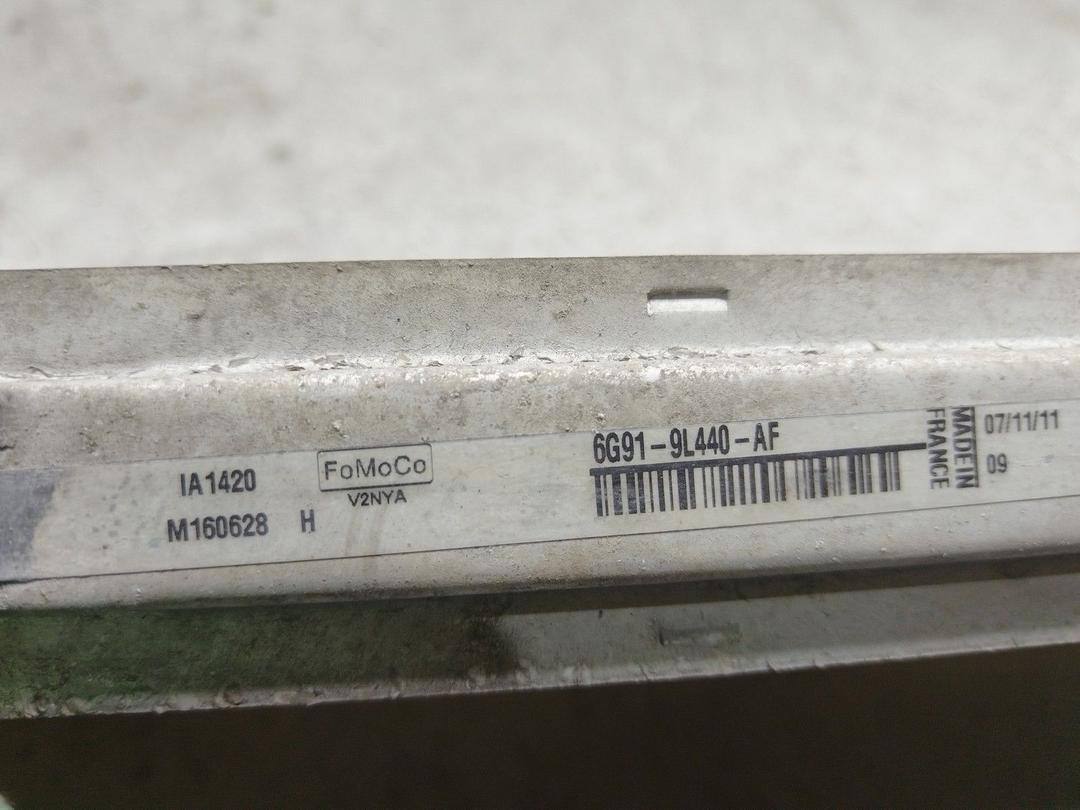 IA1420
M160628 H
FoMoCo
V2NYA
6G91-9L440-AF
MADE IN
FRANCE
07/11/11
09